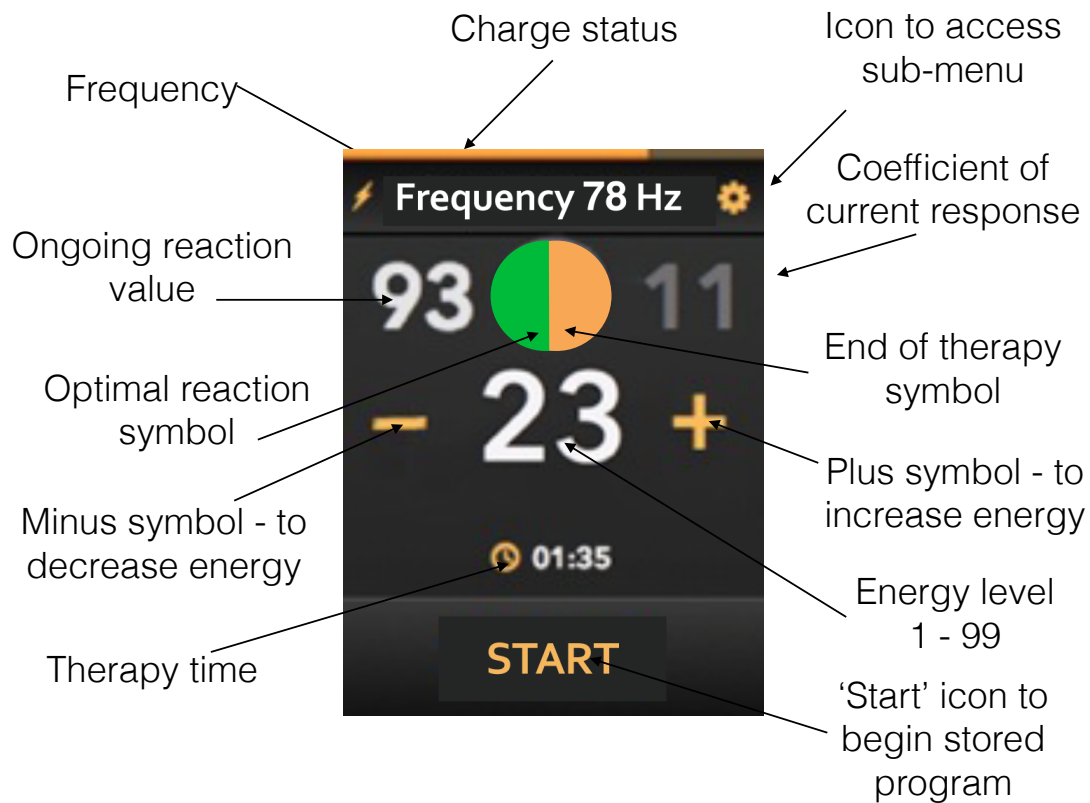 Charge status
Icon to access
sub-menu
Frequency
Coefficient of
current response
Frequency 78 Hz
Ongoing reaction
value
93
11
End of therapy
symbol
Optimal reaction
symbol
−
23
+
Plus symbol - to
increase energy
Minus symbol - to
decrease energy
01:35
Energy level
1 - 99
Therapy time
START
‘Start’ icon to
begin stored
program